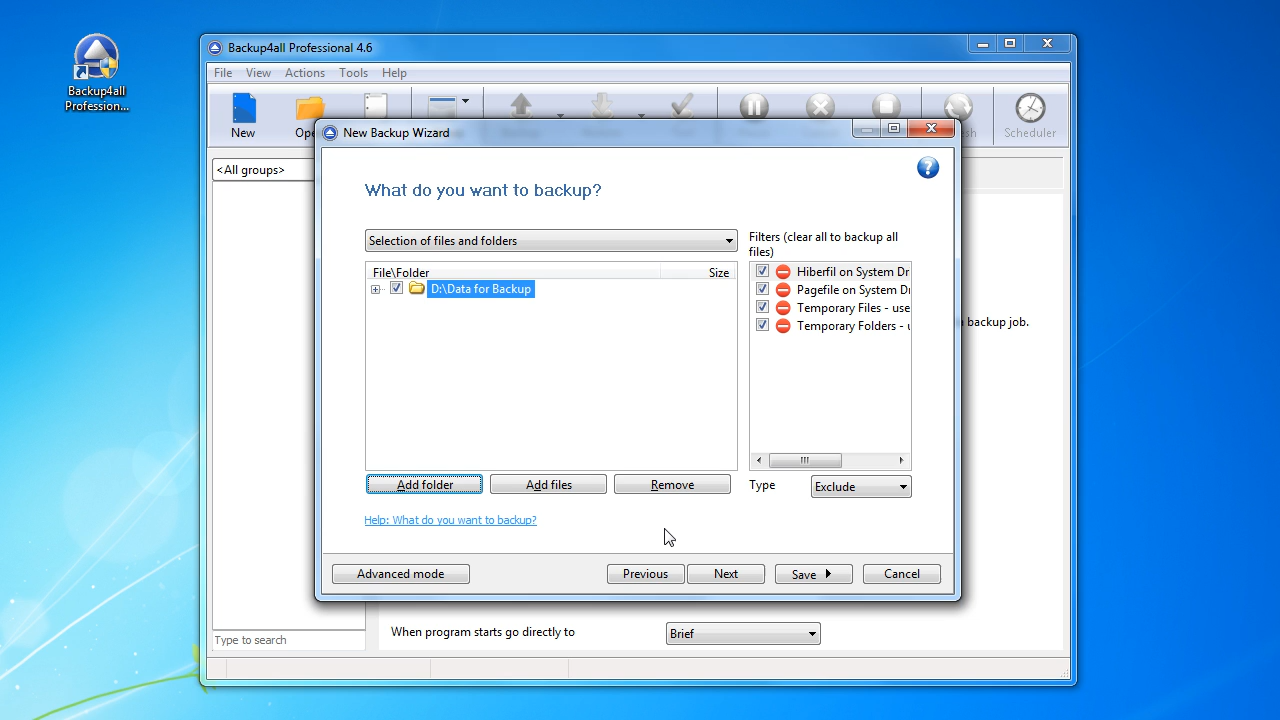 Backup4all
Profession...
Backup4all Professional 4.6
File View Actions Tools Help
New
Scheduler
New Backup Wizard
<All groups>
What do you want to backup?
Selection of files and folders
Filters (clear all to backup all
files)
File\Folder Size
D:\Data for Backup
Hiberfil on System Dr
Pagefile on System Dr
Temporary Files - use
Temporary Folders - u
backup job.
Add folder Add files Remove
Type Exclude
Help: What do you want to backup?
Advanced mode Previous Next Save Cancel
When program starts go directly to Brief
Type to search